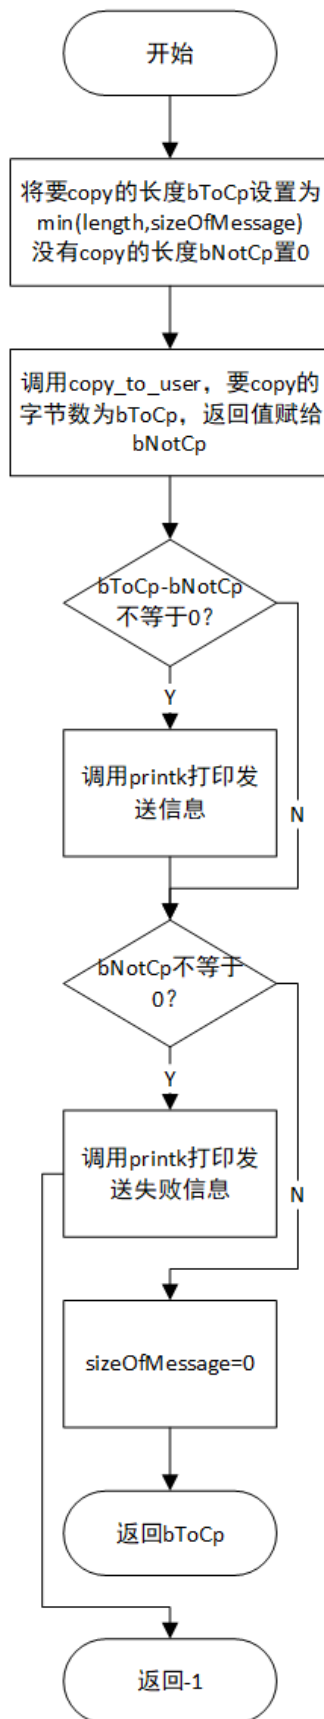 开始
将要copy的长度bToCp设置为
min(length,sizeOfMessage)
没有copy的长度bNotCp置0
调用copy_to_user，要copy的
字节数为bToCp，返回值赋给
bNotCp
bToCp-bNotCp
不等于0?
Y
调用printk打印发
送信息
N
bNotCp不等于
0?
Y
调用printk打印发
送失败信息
N
sizeOfMessage=0
返回bToCp
返回-1